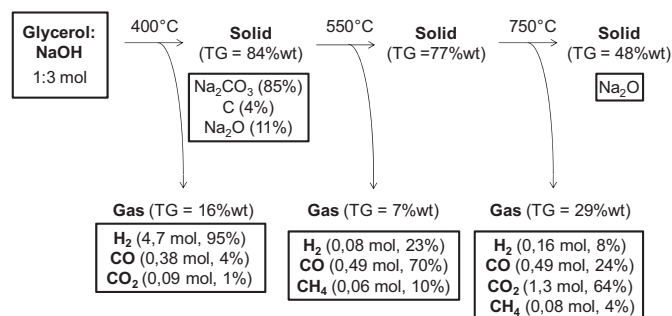 Glycerol:
NaOH
1:3 mol
400°C
Solid
(TG = 84%wt)
550°C
Solid
(TG =77%wt)
750°C
Solid
(TG = 48%wt)
Na₂CO₃ (85%)
C (4%)
Na₂O (11%)
Na₂O
Gas (TG = 16%wt)
H₂ (4,7 mol, 95%)
CO (0,38 mol, 4%)
CO₂ (0,09 mol, 1%)
Gas (TG = 7%wt)
H₂ (0,08 mol, 23%)
CO (0,49 mol, 70%)
CH₄ (0,06 mol, 10%)
Gas (TG = 29%wt)
H₂ (0,16 mol, 8%)
CO (0,49 mol, 24%)
CO₂ (1,3 mol, 64%)
CH₄ (0,08 mol, 4%)